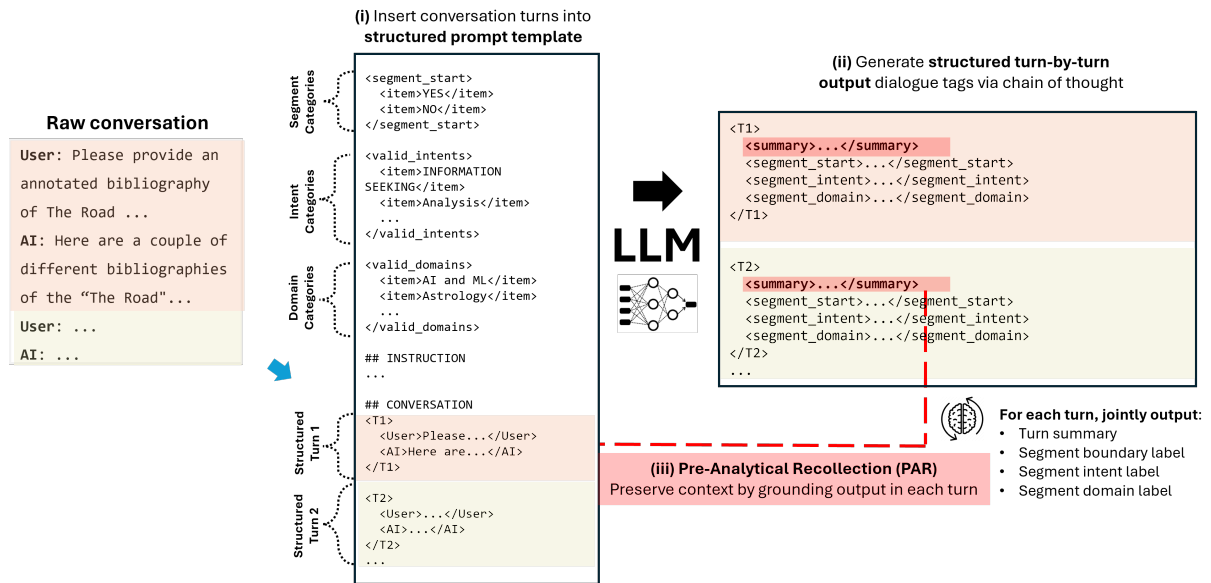 Raw conversation
User: Please provide an
annotated bibliography
of The Road ...
AI: Here are a couple of
different bibliographies
of the “The Road"...
User: ...
AI: ...
(i) Insert conversation turns into
structured prompt template
Segment
Categories
<segment_start>
<item>YES</item>
<item>NO</item>
</segment_start>
Intent
Categories
<valid_intents>
<item>INFORMATION
SEEKING</item>
<item>Analysis</item>
...
</valid_intents>
Domain
Categories
<valid_domains>
<item>AI and ML</item>
<item>Astrology</item>
...
</valid_domains>
## INSTRUCTION
...
## CONVERSATION
Structured
Turn 1
<T1>
<User>Please...</User>
<AI>Here are...</AI>
</T1>
Structured
Turn 2
<T2>
<User>...</User>
<AI>...</AI>
</T2>
...
LLM
(ii) Generate structured turn-by-turn
output dialogue tags via chain of thought
<T1>
<summary>...</summary>
<segment_start>...</segment_start>
<segment_intent>...</segment_intent>
<segment_domain>...</segment_domain>
</T1>
<T2>
<summary>...</summary>
<segment_start>...</segment_start>
<segment_intent>...</segment_intent>
<segment_domain>...</segment_domain>
</T2>
...
(iii) Pre-Analytical Recollection (PAR)
Preserve context by grounding output in each turn
For each turn, jointly output:
• Turn summary
• Segment boundary label
• Segment intent label
• Segment domain label